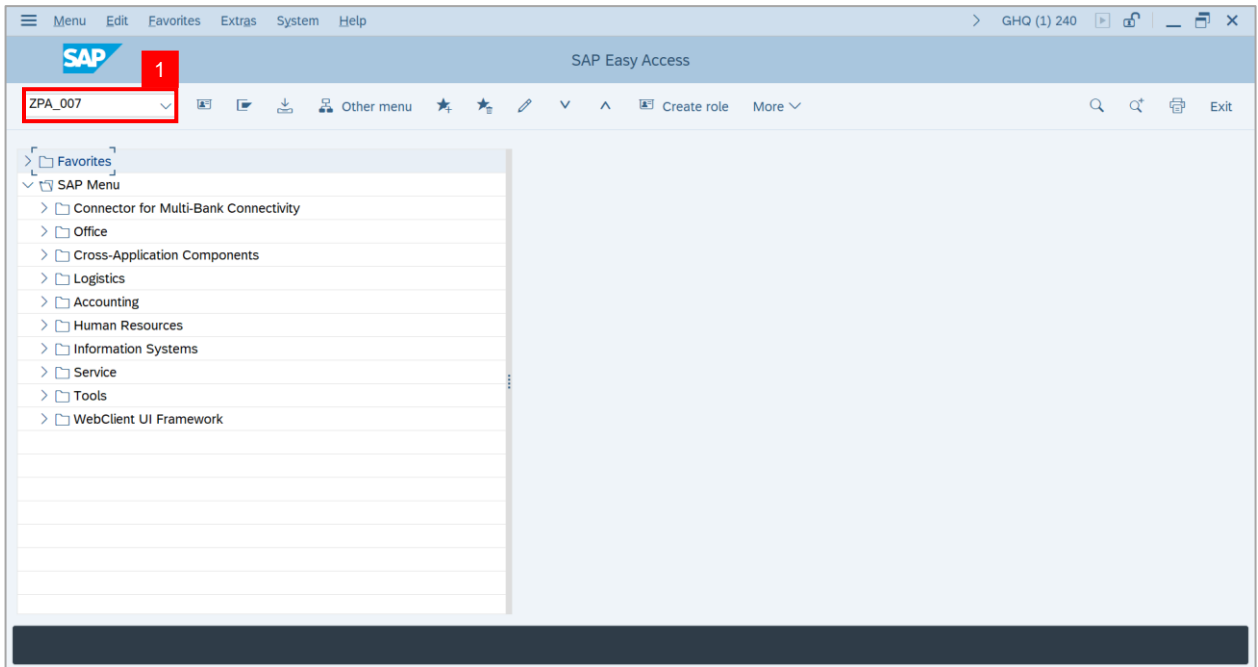 Menu Edit Favorites Extras System Help GHQ (1) 240
SAP SAP Easy Access
1
ZPA_007 Other menu Create role More Exit
Favorites
SAP Menu
Connector for Multi-Bank Connectivity
Office
Cross-Application Components
Logistics
Accounting
Human Resources
Information Systems
Service
Tools
WebClient UI Framework